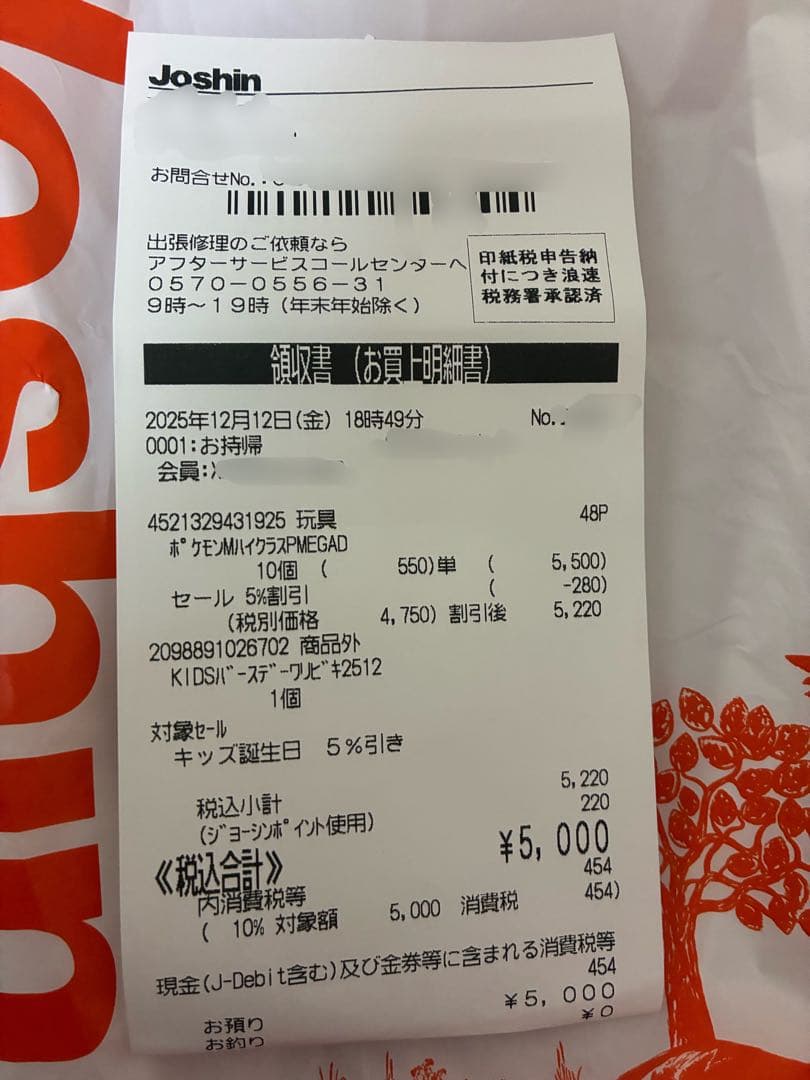 Joshin
お問合せNo.
出張修理のご依頼なら
アフターサービスコールセンターへ
0570-0556-31
9時～19時(年末年始除く)
印紙税申告納
付につき浪速
税務署承認済
領収書 (お買上明細書)
2025年12月12日(金) 18時49分 No.
0001:お持帰
会員:
4521329431925 玩具 48P
ﾎﾟｹﾓﾝMﾊｲｸﾗｽPMEGAD
10個 ( 550)単 ( 5,500)
セール 5%割引 ( -280)
(税別価格 4,750) 割引後 5,220
2098891026702 商品外
KIDSﾊﾞｰｽﾃﾞｰﾜﾘﾋﾞｷ2512
1個
対象ｾｰﾙ
キッズ誕生日 5%引き
税込小計 5,220
(ｼﾞｮｰｼﾝﾎﾟｲﾝﾄ使用) 220
《税込合計》 ¥5,000
内消費税等 454
( 10% 対象額 5,000 消費税 454)
現金(J-Debit含む)及び金券等に含まれる消費税等
454
お預り ¥5,000
お釣り ¥0
Joshin